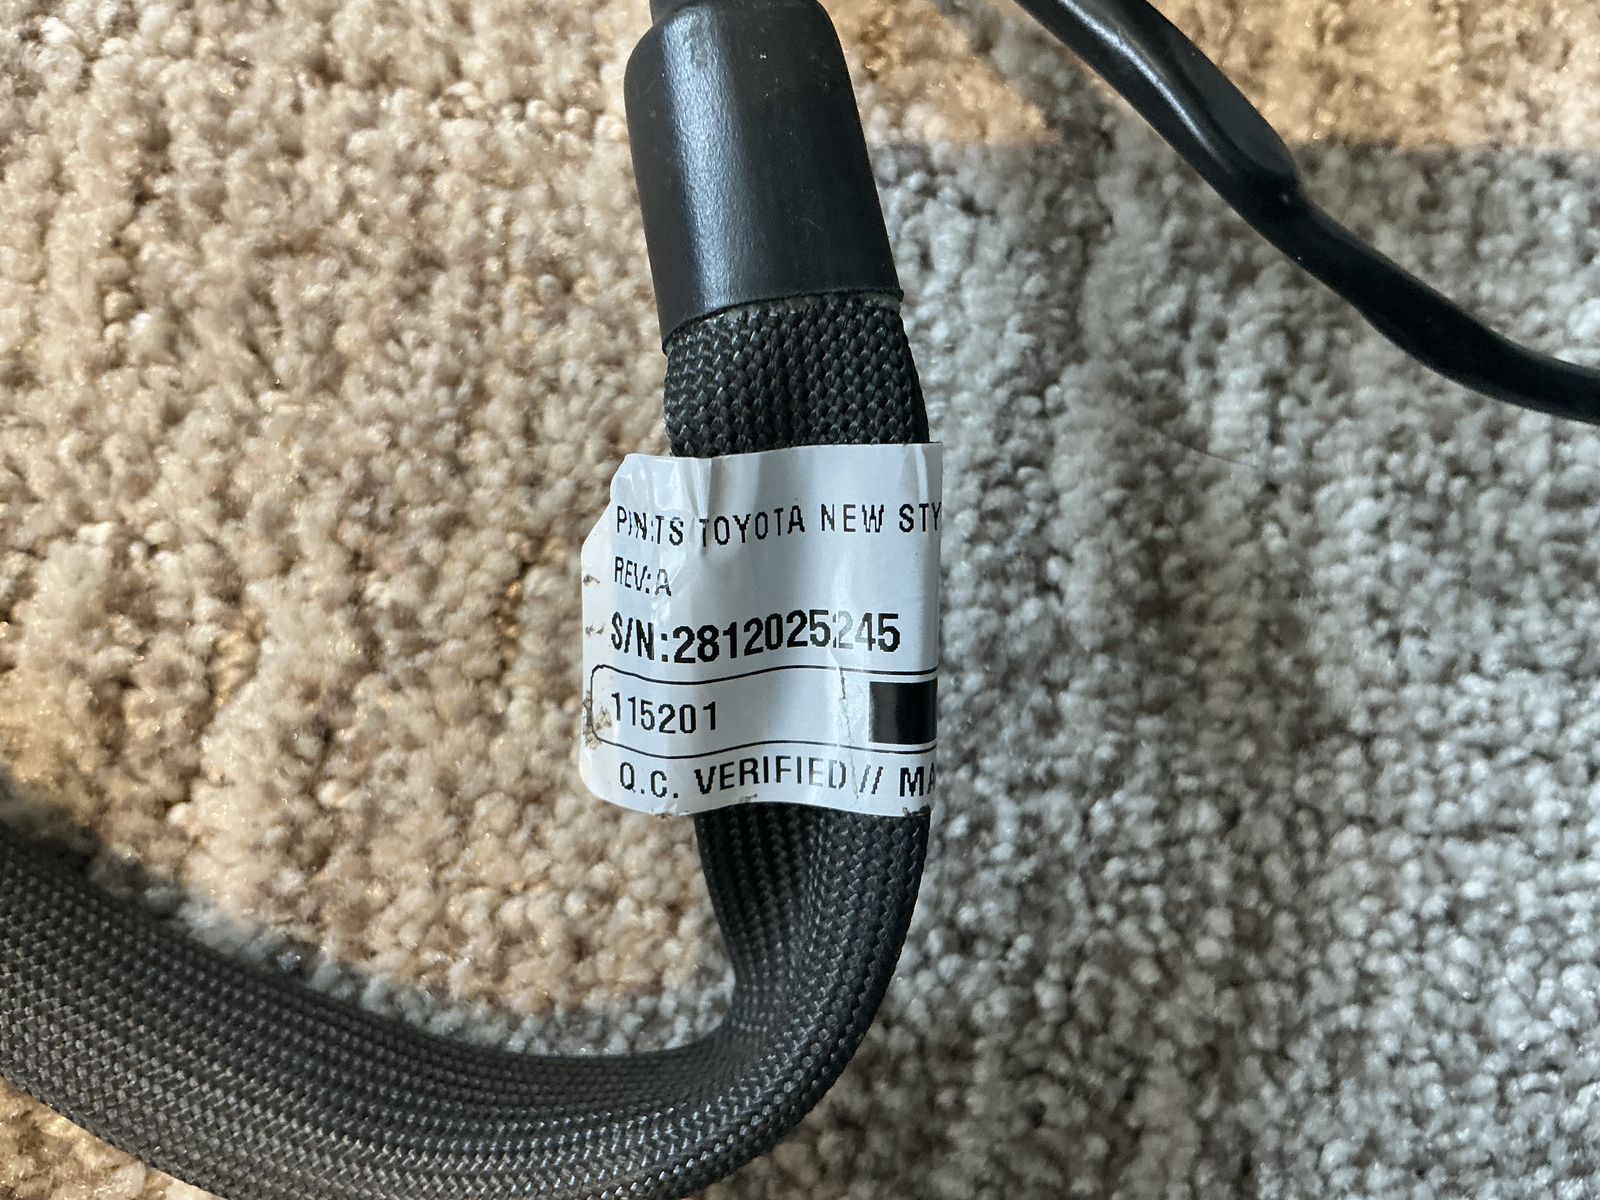 P/N:TS TOYOTA NEW STY
REV: A
S/N:2812025245
115201
Q.C. VERIFIED // MA